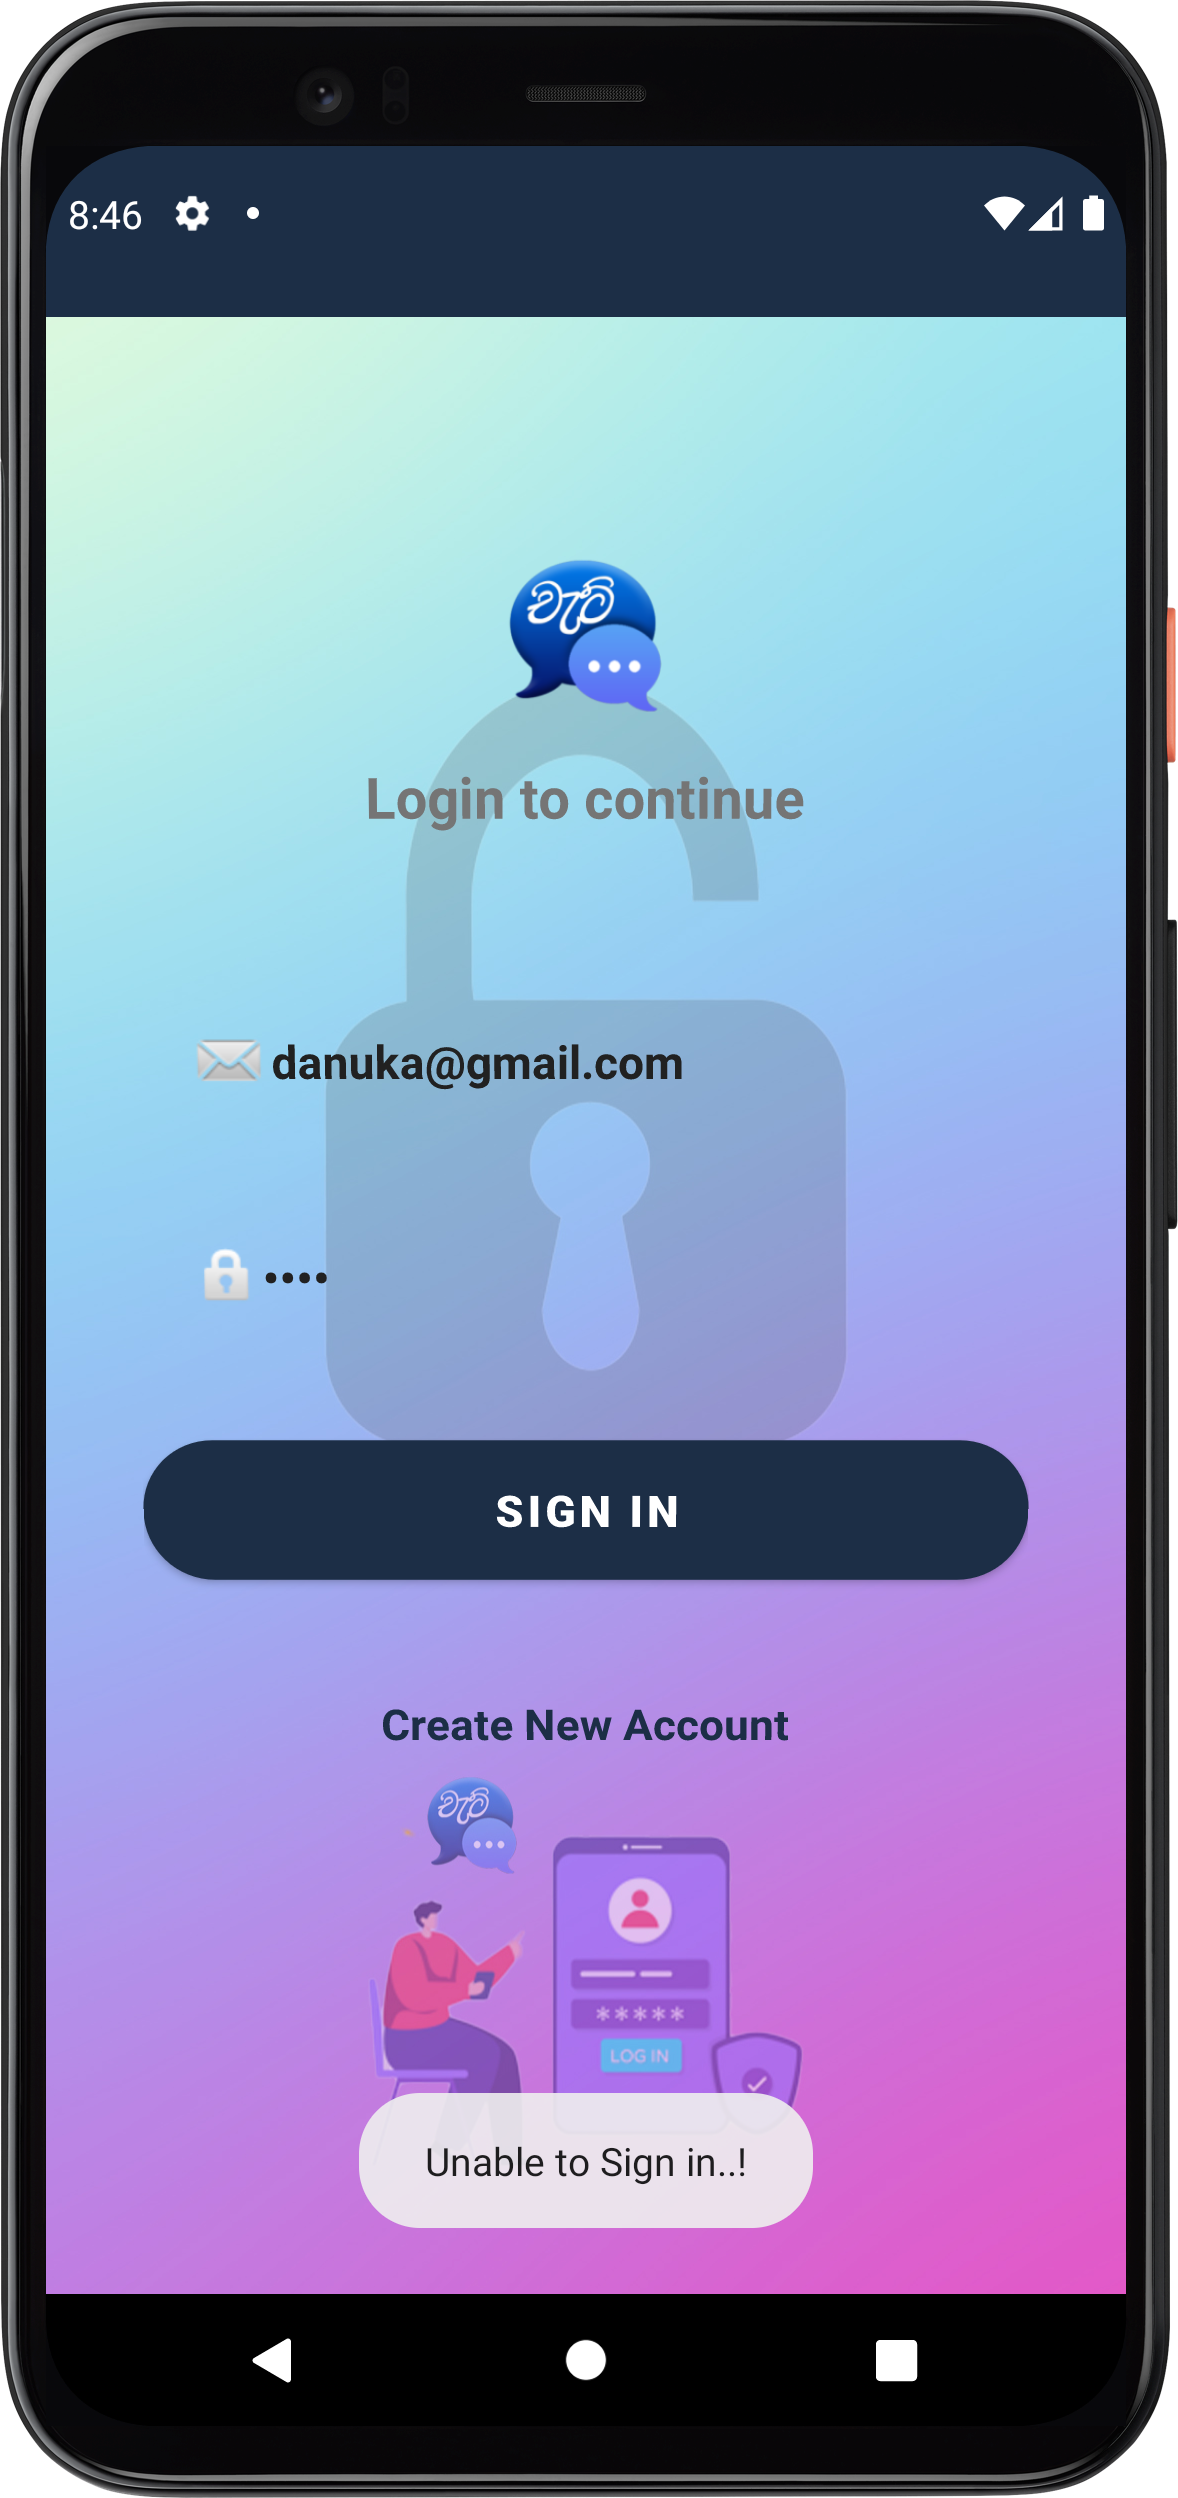 8:46
චැට්
Login to continue
danuka@gmail.com
••••
SIGN IN
Create New Account
චැට්
*****
LOG IN
Unable to Sign in..!